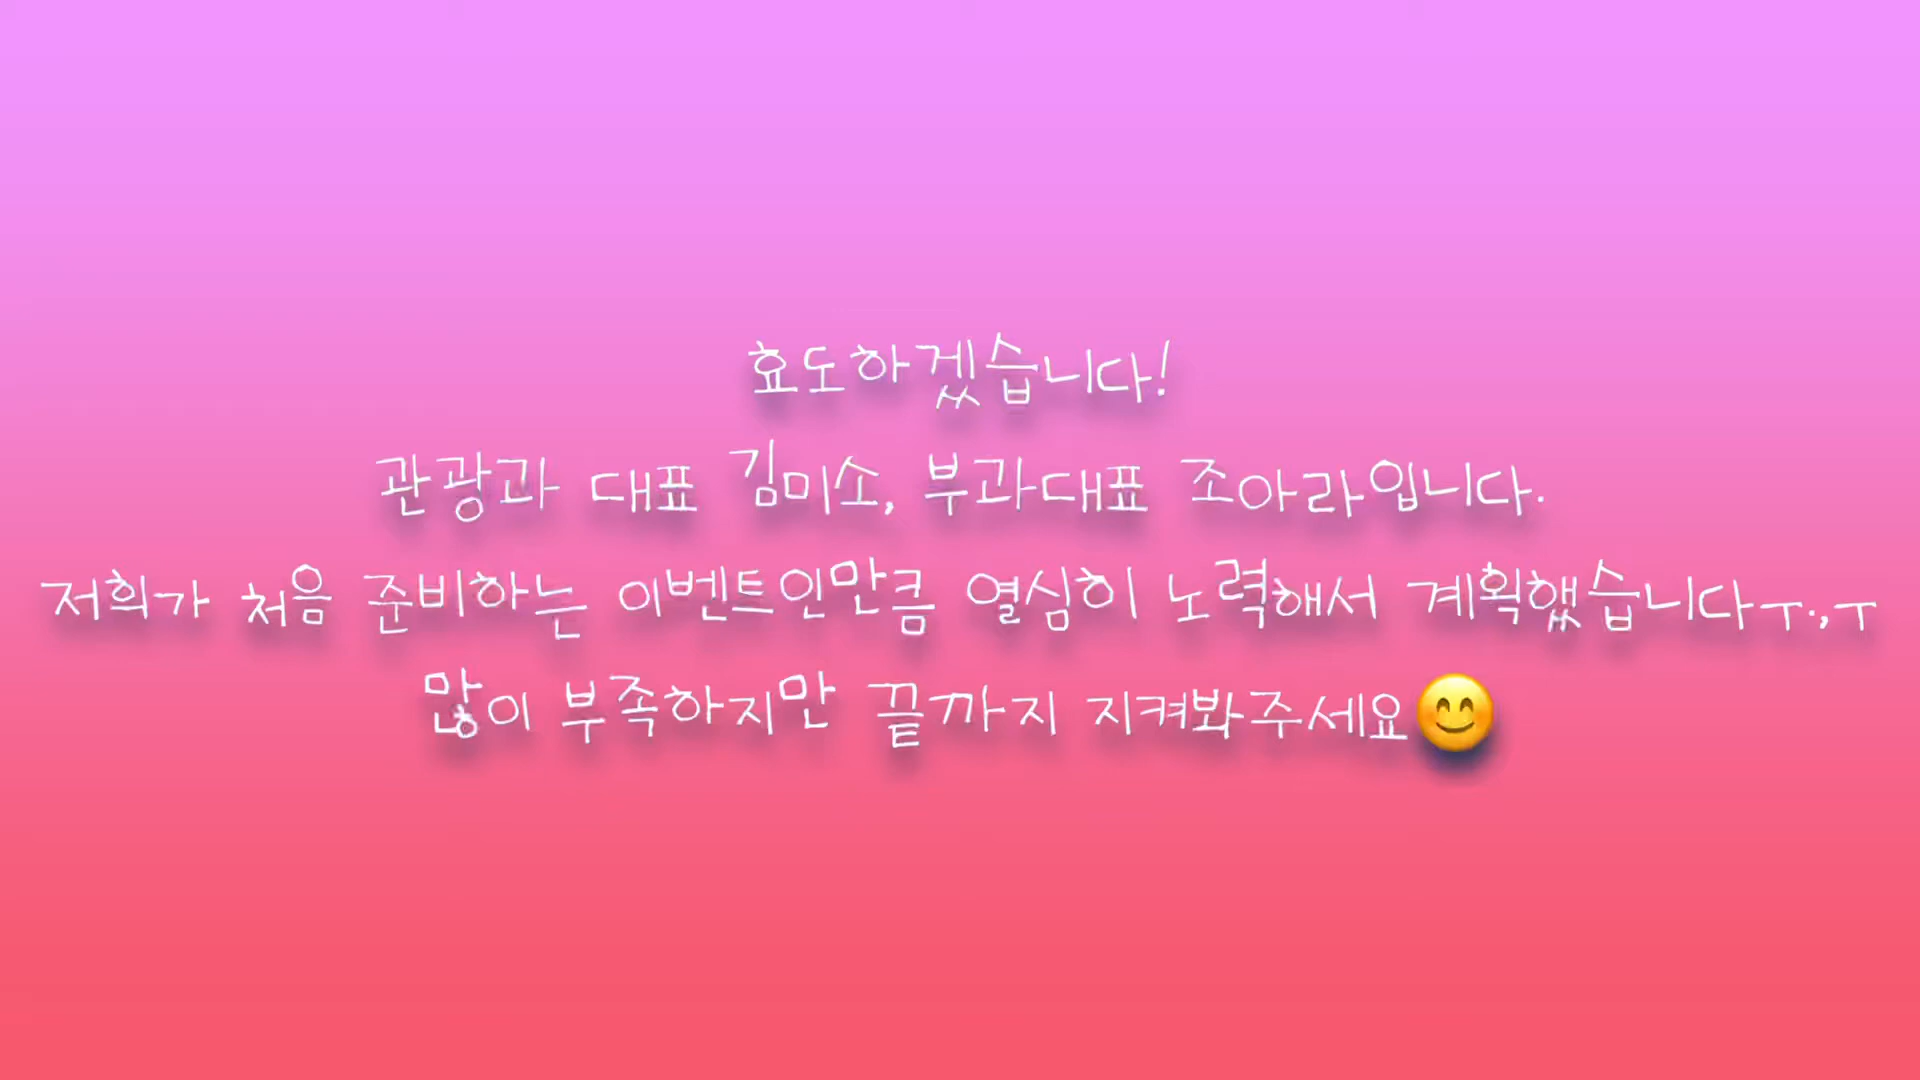 효도하겠습니다!
관광과 대표 김미소, 부과대표 조아라입니다.
저희가 처음 준비하는 이벤트인만큼 열심히 노력해서 계획했습니다ㅜ.,ㅜ
많이 부족하지만 끝까지 지켜봐주세요😊